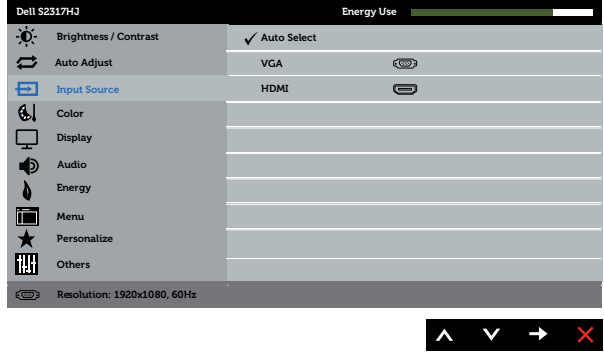 Dell S2317HJ Energy Use
Brightness / Contrast Auto Select
Auto Adjust VGA
Input Source HDMI
Color
Display
Audio
Energy
Menu
Personalize
Others
Resolution: 1920x1080, 60Hz